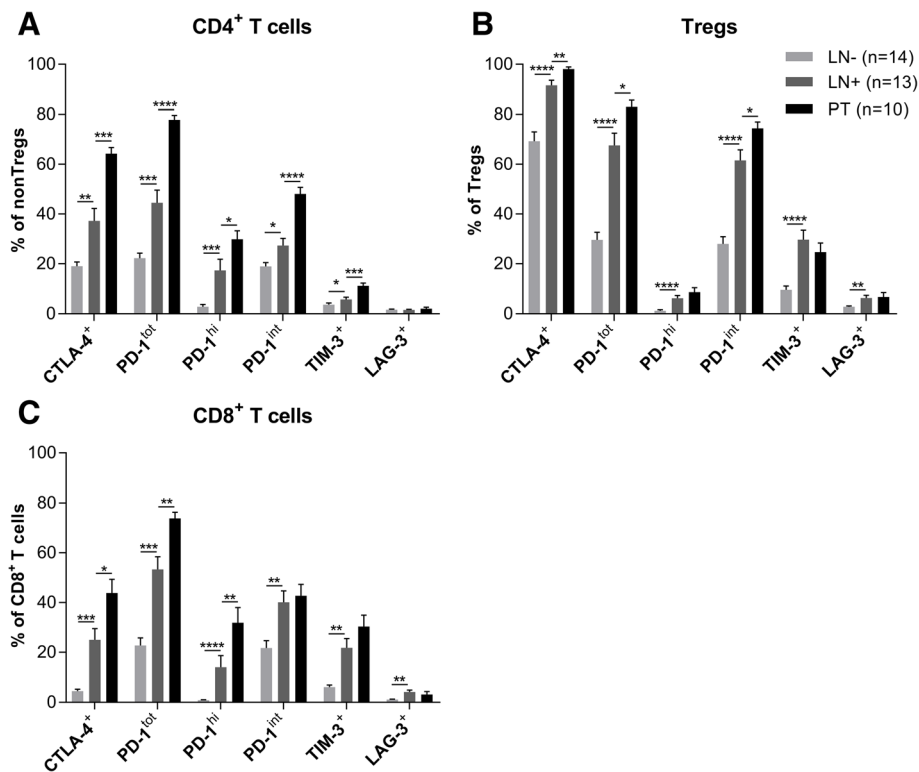 A
CD4⁺ T cells
% of nonTregs
100
80
60
40
20
0
** ***
*** ****
*** *
* ****
* ***
CTLA-4⁺
PD-1ᵗᵒᵗ
PD-1ʰⁱ
PD-1ⁱⁿᵗ
TIM-3⁺
LAG-3⁺
B
Tregs
% of Tregs
100
80
60
40
20
0
**** **
**** *
****
**** *
****
**
CTLA-4⁺
PD-1ᵗᵒᵗ
PD-1ʰⁱ
PD-1ⁱⁿᵗ
TIM-3⁺
LAG-3⁺
LN- (n=14)
LN+ (n=13)
PT (n=10)
C
CD8⁺ T cells
% of CD8⁺ T cells
100
80
60
40
20
0
*** *
*** **
**** **
**
**
**
CTLA-4⁺
PD-1ᵗᵒᵗ
PD-1ʰⁱ
PD-1ⁱⁿᵗ
TIM-3⁺
LAG-3⁺